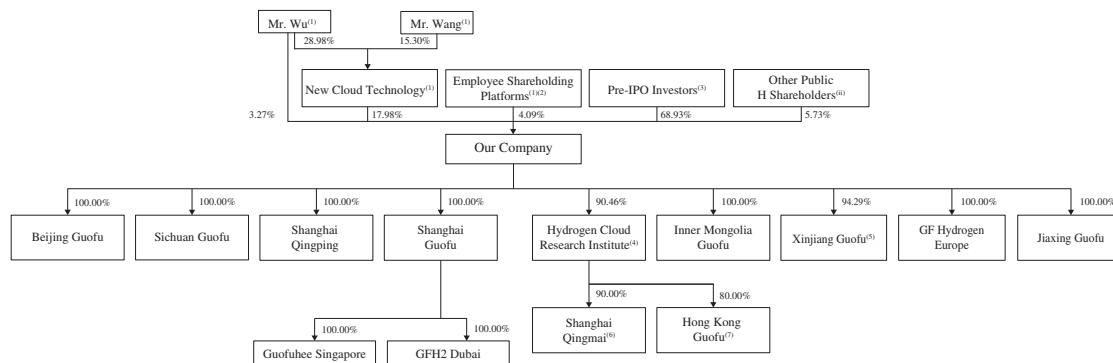 Mr. Wu(1)
Mr. Wang(1)
28.98%
15.30%
New Cloud Technology(1)
Employee Shareholding
Platforms(1)(2)
Pre-IPO Investors(3)
Other Public
H Shareholders(ii)
3.27%
17.98%
4.09%
68.93%
5.73%
Our Company
100.00%
100.00%
100.00%
100.00%
90.46%
100.00%
94.29%
100.00%
100.00%
Beijing Guofu
Sichuan Guofu
Shanghai
Qingping
Shanghai
Guofu
Hydrogen Cloud
Research Institute(4)
Inner Mongolia
Guofu
Xinjiang Guofu(5)
GF Hydrogen
Europe
Jiaxing Guofu
90.00%
80.00%
Shanghai
Qingmai(6)
Hong Kong
Guofu(7)
100.00%
100.00%
Guofuhee Singapore
GFH2 Dubai